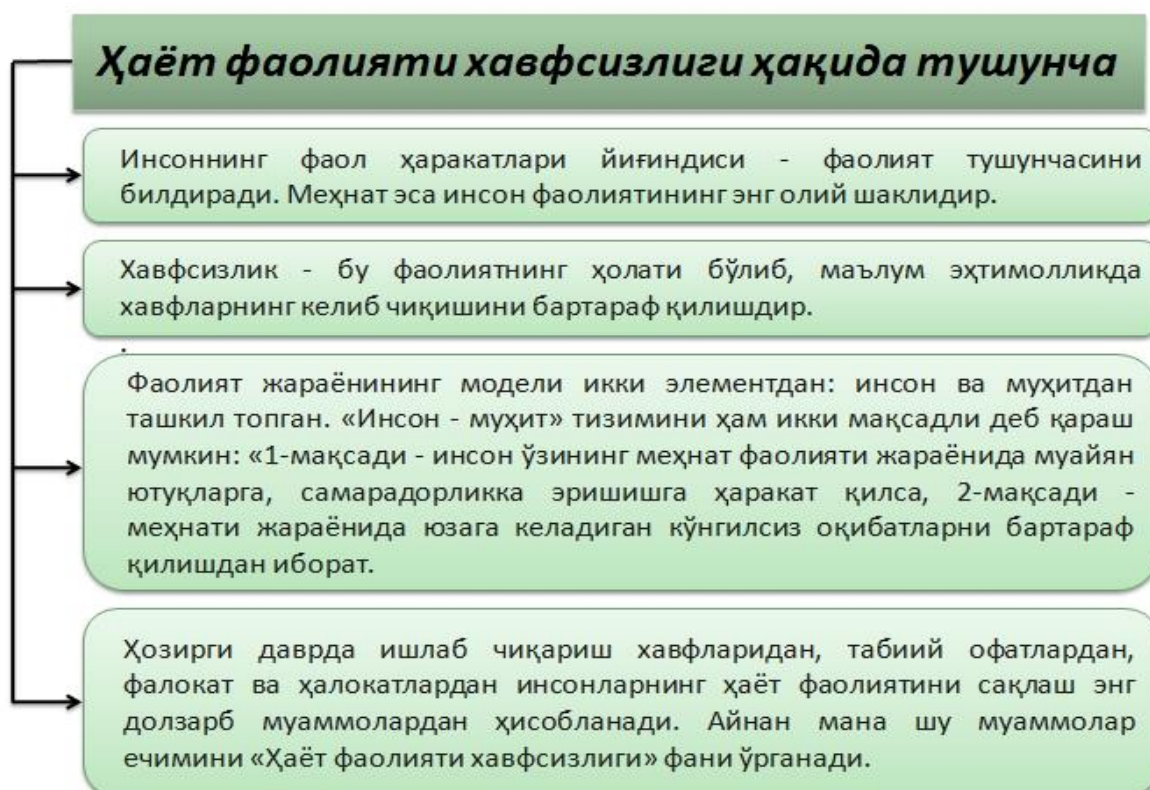 Ҳаёт фаолияти хавфсизлиги ҳақида тушунча
Инсоннинг фаол ҳаракатлари йиғиндиси - фаолият тушунчасини
билдиради. Меҳнат эса инсон фаолиятининг энг олий шаклидир.
Хавфсизлик - бу фаолиятнинг ҳолати бўлиб, маълум эҳтимолликда
хавфларнинг келиб чиқишини бартараф қилишдир.
.
Фаолият жараёнининг модели икки элементдан: инсон ва муҳитдан
ташкил топган. «Инсон - муҳит» тизимини ҳам икки мақсадли деб қараш
мумкин: «1-мақсади - инсон ўзининг меҳнат фаолияти жараёнида муайян
ютуқларга, самарадорликка эришишга ҳаракат қилса, 2-мақсади -
меҳнати жараёнида юзага келадиган кўнгилсиз оқибатларни бартараф
қилишдан иборат.
Ҳозирги даврда ишлаб чиқариш хавфларидан, табиий офатлардан,
фалокат ва ҳалокатлардан инсонларнинг ҳаёт фаолиятини сақлаш энг
долзарб муаммолардан ҳисобланади. Айнан мана шу муаммолар
ечимини «Ҳаёт фаолияти хавфсизлиги» фани ўрганади.